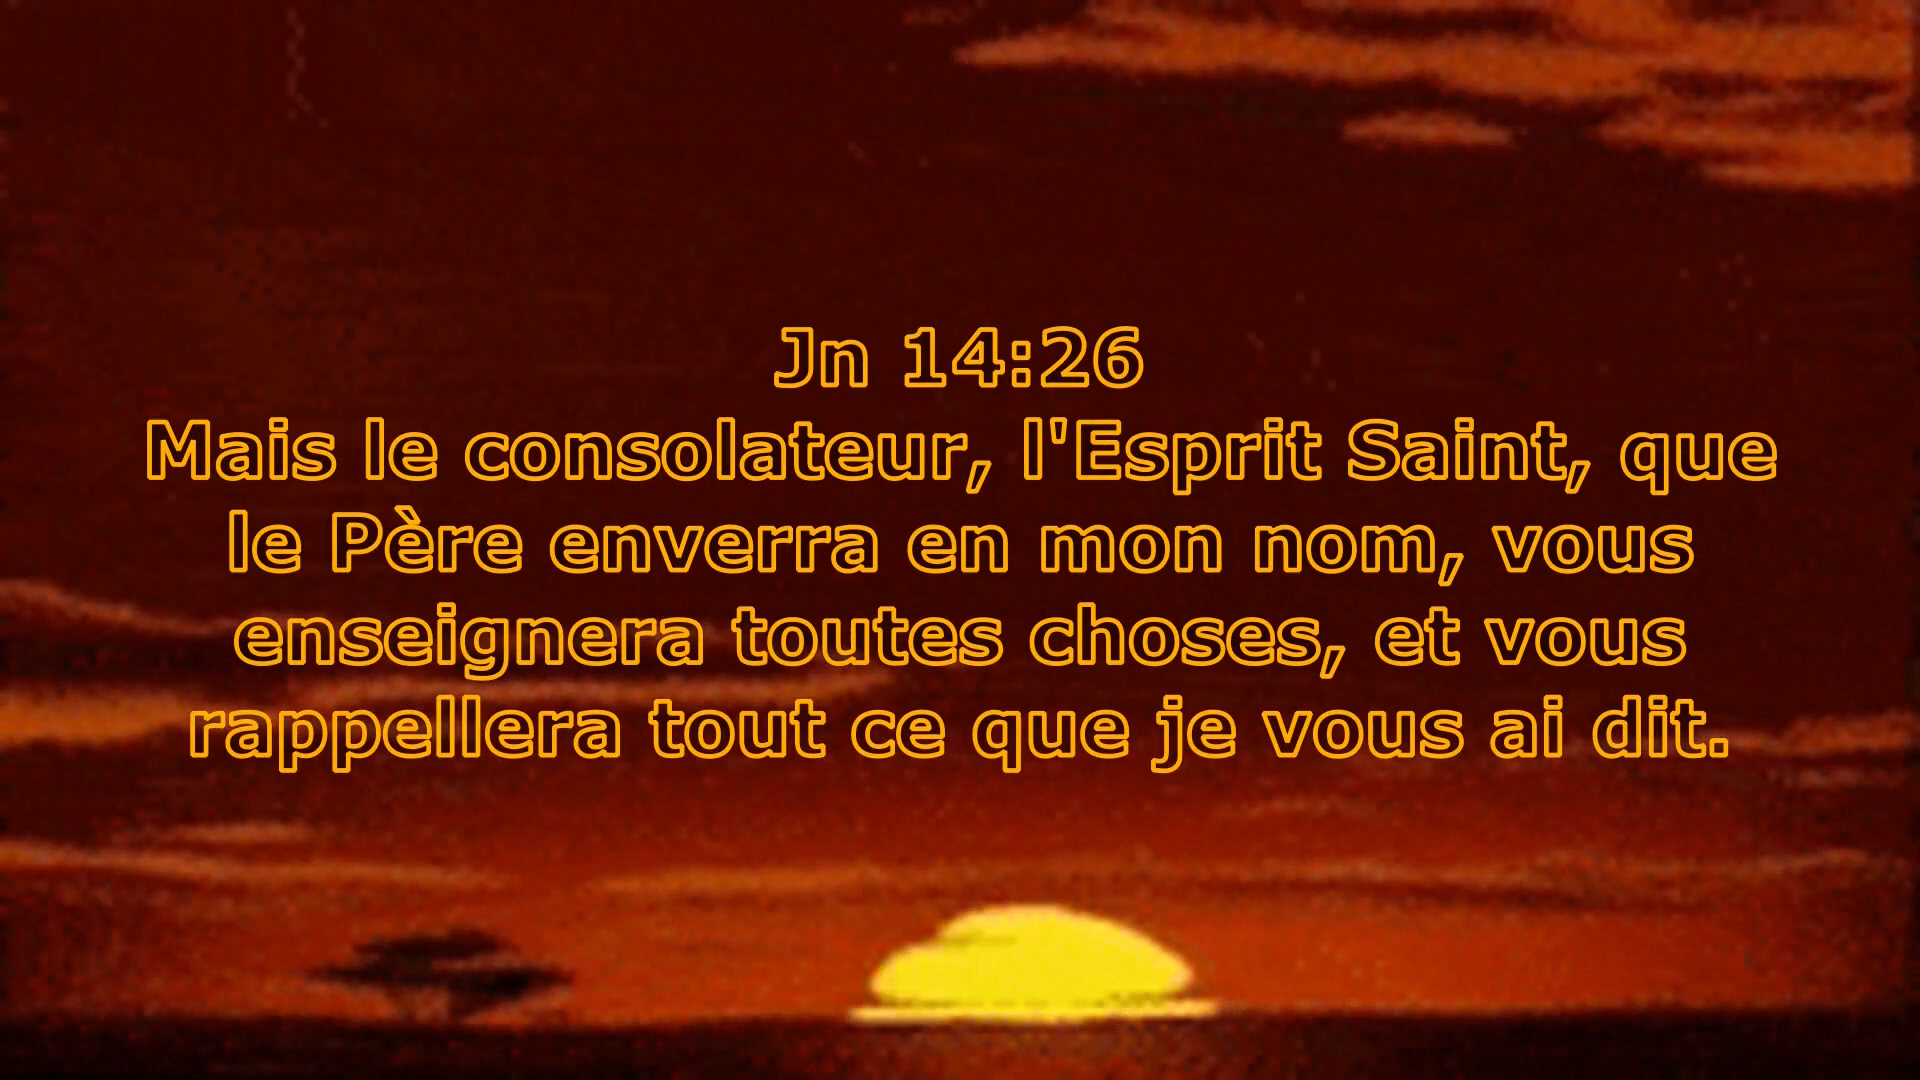 Jn 14:26
Mais le consolateur, l'Esprit Saint, que
le Père enverra en mon nom, vous
enseignera toutes choses, et vous
rappellera tout ce que je vous ai dit.